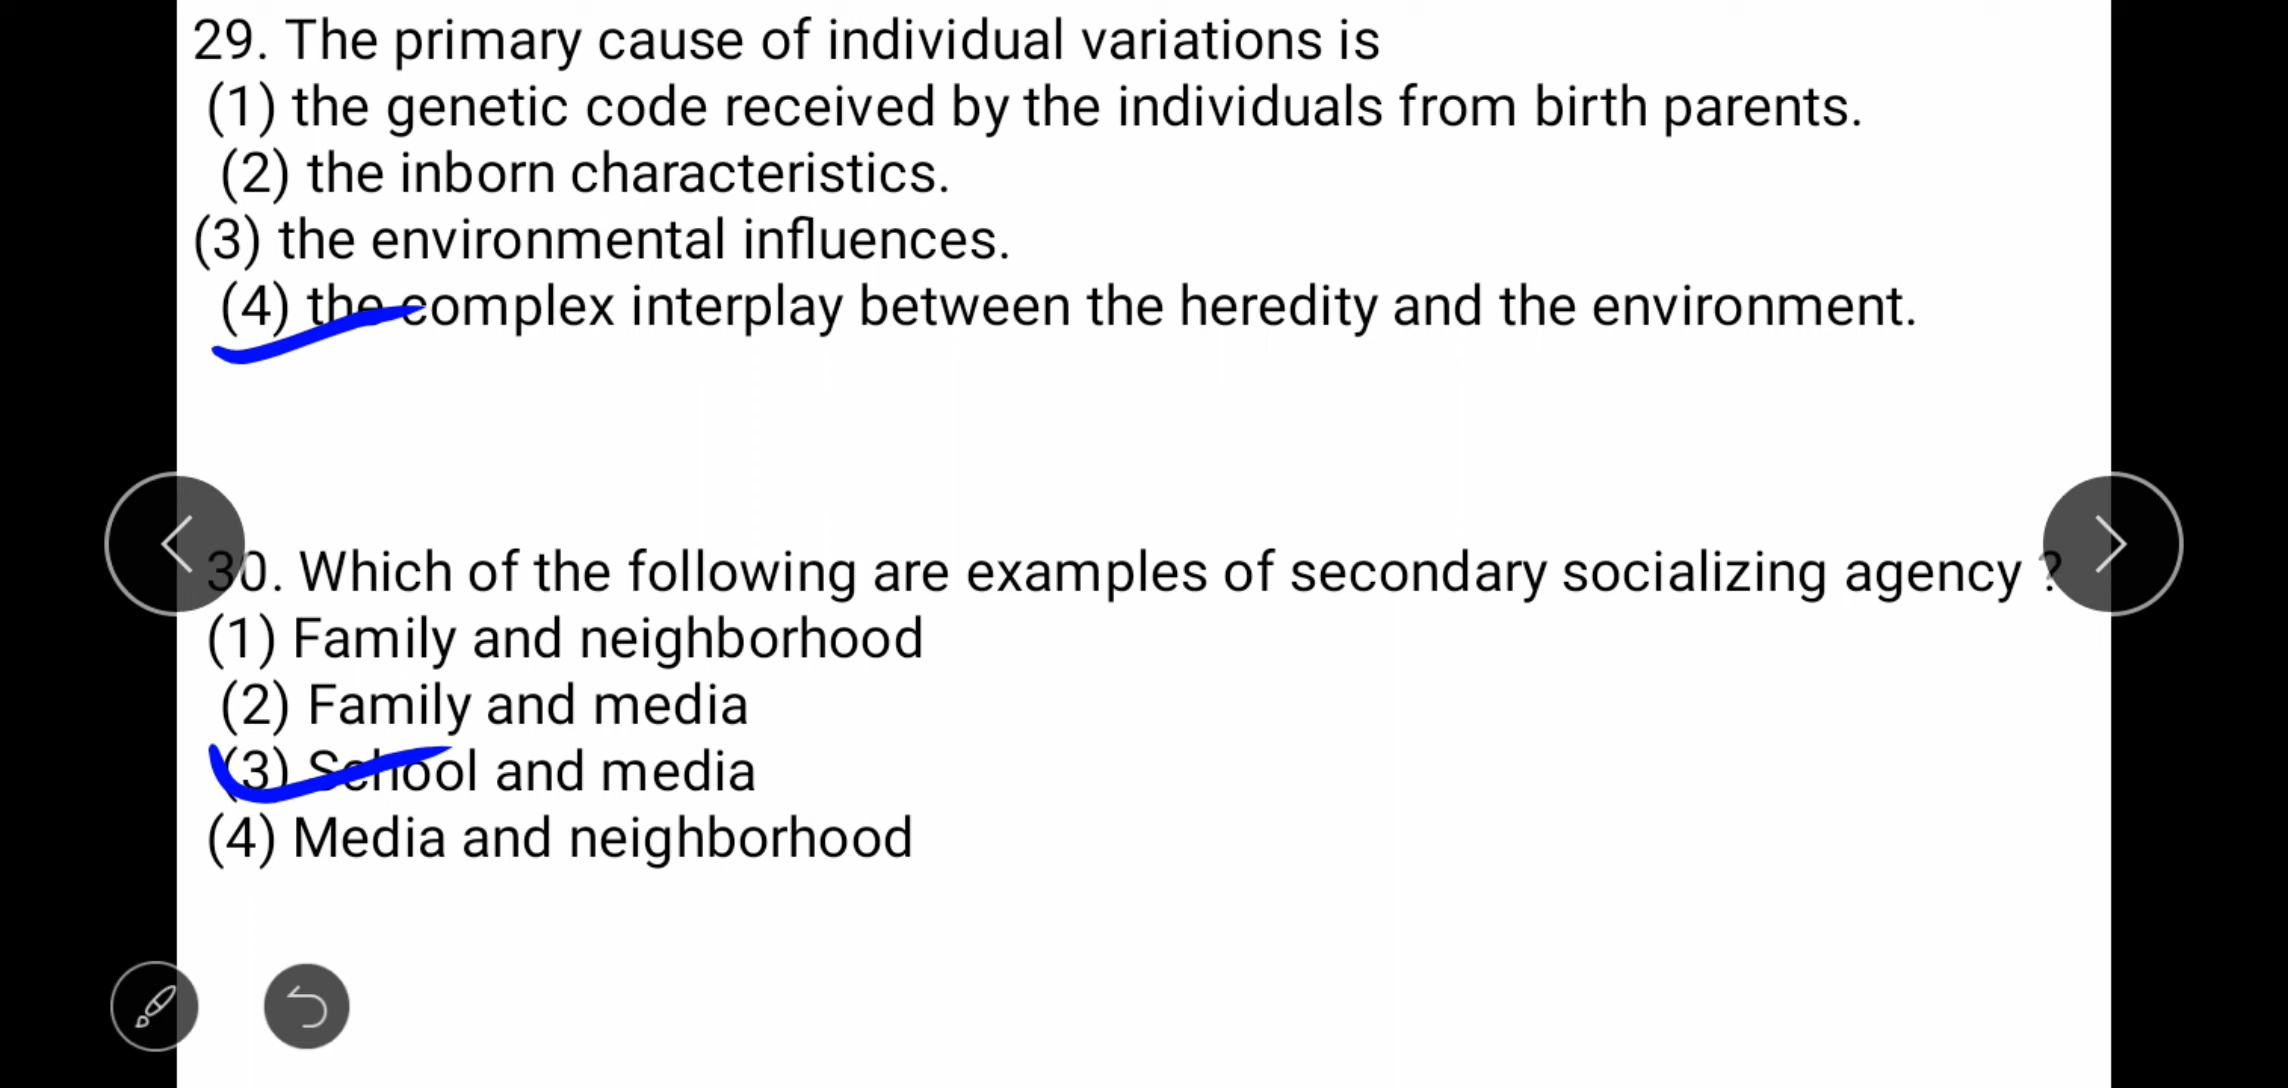 29. The primary cause of individual variations is
(1) the genetic code received by the individuals from birth parents.
(2) the inborn characteristics.
(3) the environmental influences.
(4) the complex interplay between the heredity and the environment.
30. Which of the following are examples of secondary socializing agency ?
(1) Family and neighborhood
(2) Family and media
(3) School and media
(4) Media and neighborhood